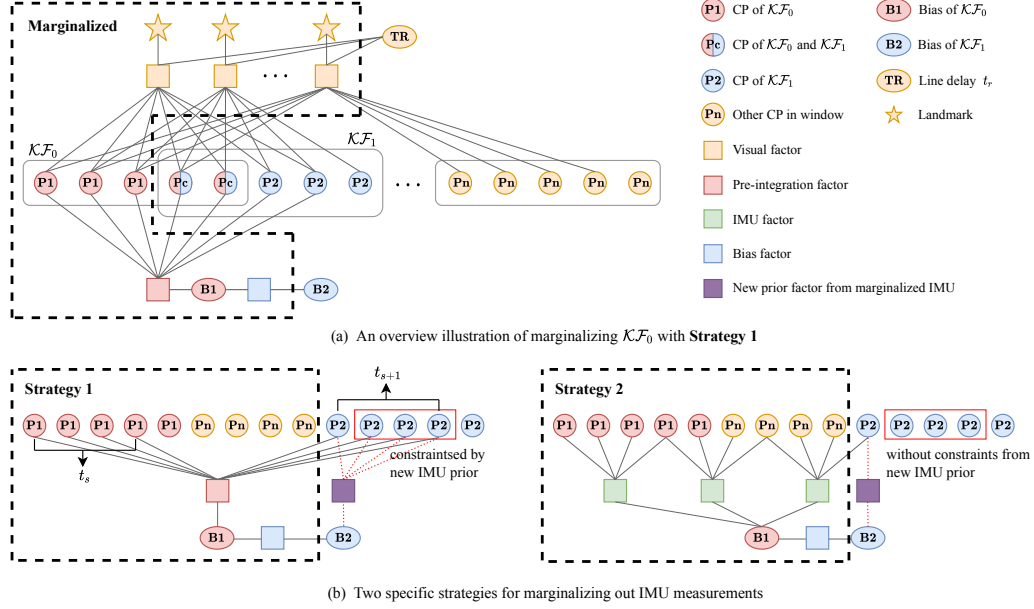 Marginalized
TR
KF₀
KF₁
P1 P1 P1 Pc Pc P2 P2 P2 ... Pn Pn Pn Pn Pn
B1 B2
P1 CP of KF₀
Pc CP of KF₀ and KF₁
P2 CP of KF₁
Pn Other CP in window
Visual factor
Pre-integration factor
IMU factor
Bias factor
New prior factor from marginalized IMU
B1 Bias of KF₀
B2 Bias of KF₁
TR Line delay tᵣ
Landmark
(a) An overview illustration of marginalizing KF₀ with Strategy 1
Strategy 1
tₛ₊₁
P1 P1 P1 P1 P1 Pn Pn Pn Pn P2 P2 P2 P2 P2
tₛ
constraintsed by
new IMU prior
B1 B2
Strategy 2
P1 P1 P1 P1 P1 Pn Pn Pn Pn P2 P2 P2 P2 P2
without constraints from
new IMU prior
B1 B2
(b) Two specific strategies for marginalizing out IMU measurements